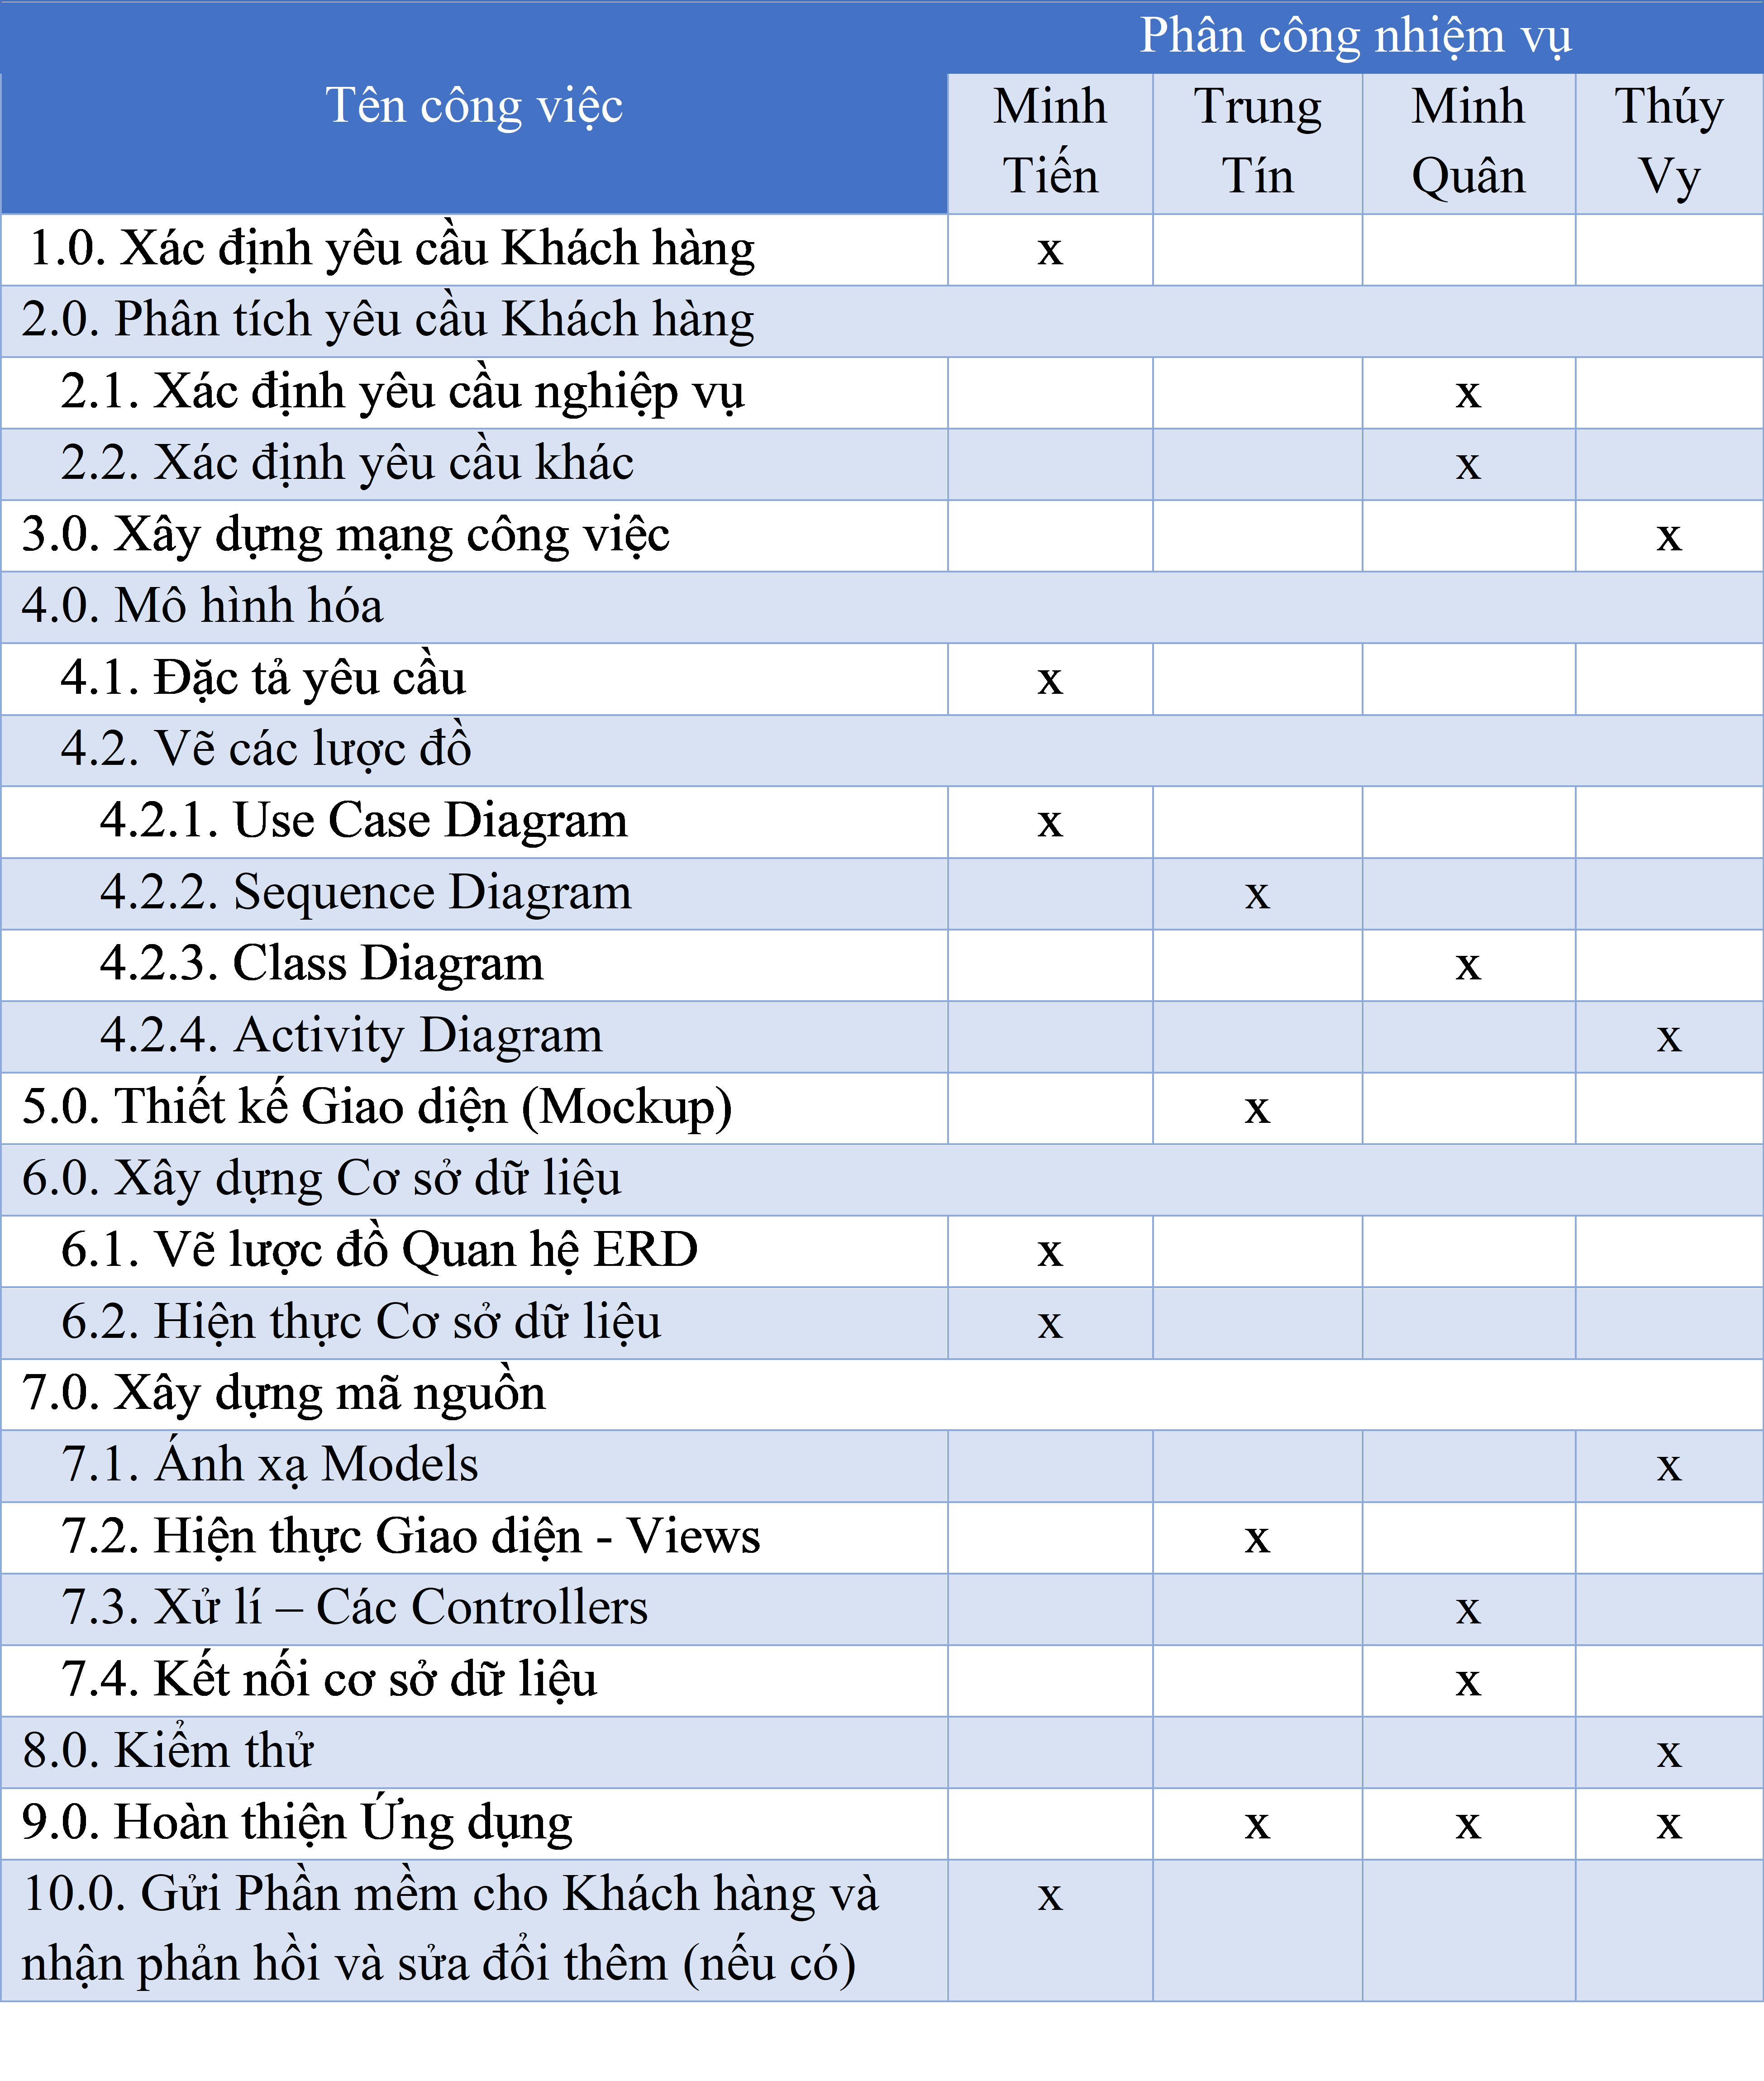 Phân công nhiệm vụ
Tên công việc
Minh Tiến
Trung Tín
Minh Quân
Thúy Vy
1.0. Xác định yêu cầu Khách hàng x
2.0. Phân tích yêu cầu Khách hàng
2.1. Xác định yêu cầu nghiệp vụ x
2.2. Xác định yêu cầu khác x
3.0. Xây dựng mạng công việc x
4.0. Mô hình hóa
4.1. Đặc tả yêu cầu x
4.2. Vẽ các lược đồ
4.2.1. Use Case Diagram x
4.2.2. Sequence Diagram x
4.2.3. Class Diagram x
4.2.4. Activity Diagram x
5.0. Thiết kế Giao diện (Mockup) x
6.0. Xây dựng Cơ sở dữ liệu
6.1. Vẽ lược đồ Quan hệ ERD x
6.2. Hiện thực Cơ sở dữ liệu x
7.0. Xây dựng mã nguồn
7.1. Ánh xạ Models x
7.2. Hiện thực Giao diện - Views x
7.3. Xử lí – Các Controllers x
7.4. Kết nối cơ sở dữ liệu x
8.0. Kiểm thử x
9.0. Hoàn thiện Ứng dụng x x x
10.0. Gửi Phần mềm cho Khách hàng và x
nhận phản hồi và sửa đổi thêm (nếu có)